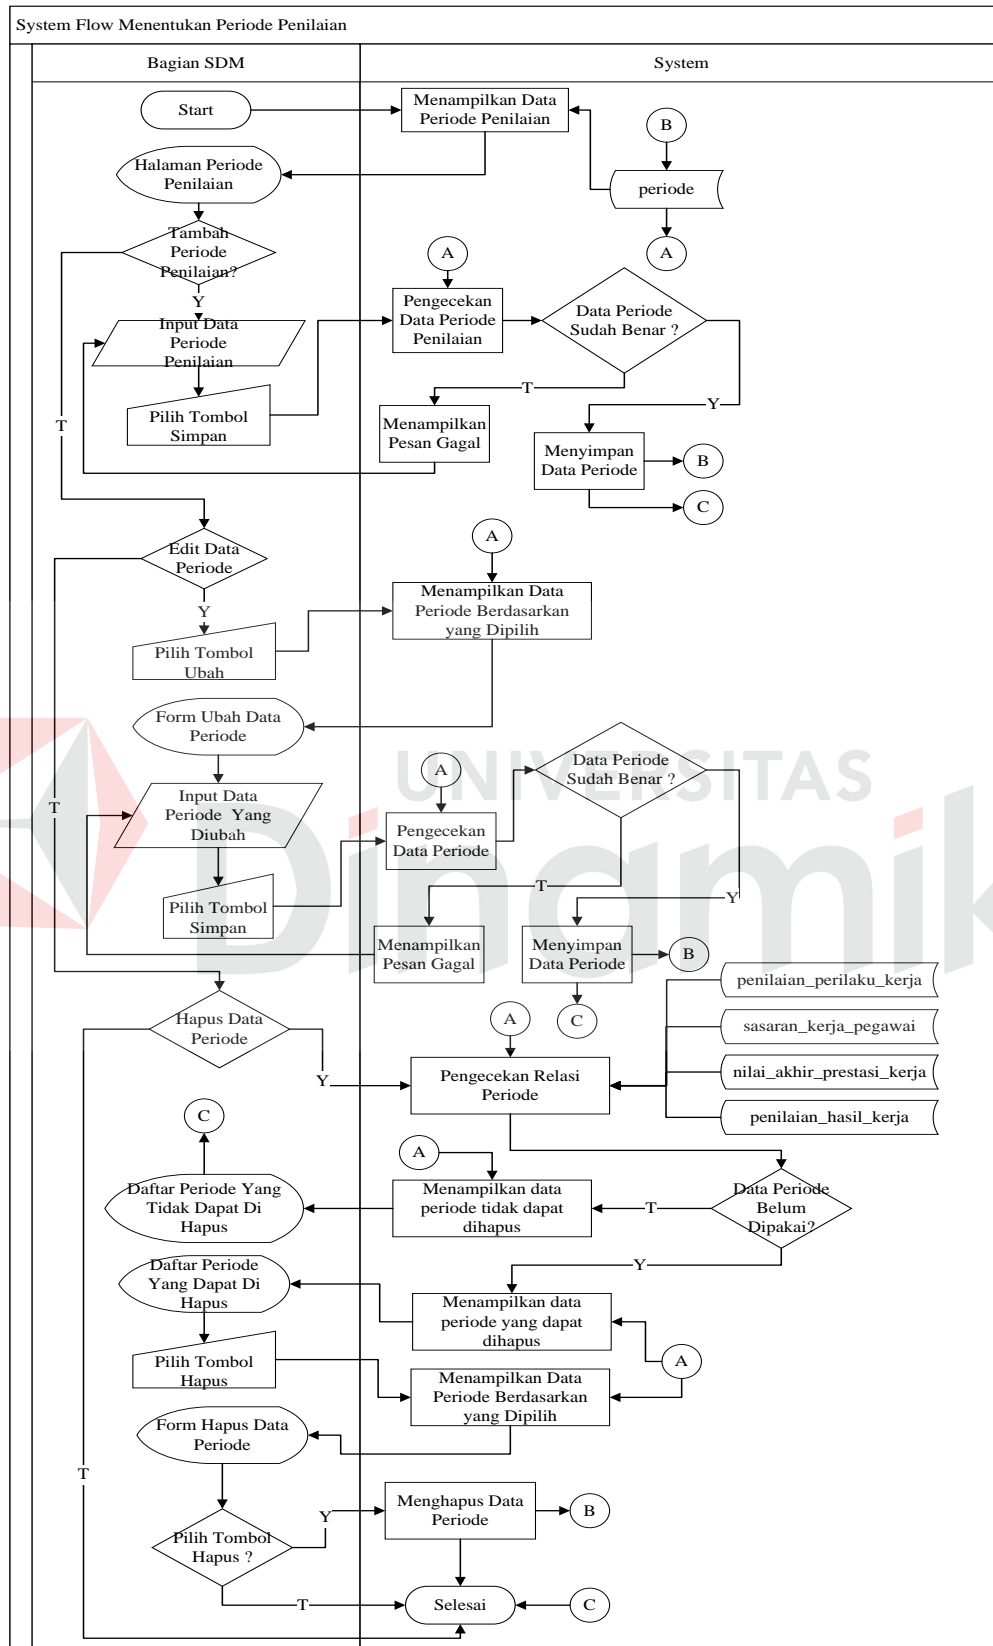 System Flow Menentukan Periode Penilaian
Bagian SDM
System
Start
Menampilkan Data
Periode Penilaian
B
Halaman Periode
Penilaian
periode
Tambah
Periode
Penilaian?
A
A
Y
Input Data
Periode
Penilaian
Pengecekan
Data Periode
Penilaian
Data Periode
Sudah Benar ?
T
Y
T
Pilih Tombol
Simpan
Menampilkan
Pesan Gagal
Menyimpan
Data Periode
B
C
Edit Data
Periode
A
Y
Menampilkan Data
Periode Berdasarkan
yang Dipilih
Pilih Tombol
Ubah
Form Ubah Data
Periode
UNIVERSITAS
Dinamik
A
Data Periode
Sudah Benar ?
T
Input Data
Periode Yang
Diubah
Pengecekan
Data Periode
T
Y
Pilih Tombol
Simpan
Menampilkan
Pesan Gagal
Menyimpan
Data Periode
B
penilaian_perilaku_kerja
Hapus Data
Periode
A
C
sasaran_kerja_pegawai
Y
Pengecekan Relasi
Periode
nilai_akhir_prestasi_kerja
penilaian_hasil_kerja
C
A
Daftar Periode Yang
Tidak Dapat Di
Hapus
Menampilkan data
periode tidak dapat
dihapus
T
Data Periode
Belum
Dipakai?
Y
Daftar Periode
Yang Dapat Di
Hapus
Menampilkan data
periode yang dapat
dihapus
A
Pilih Tombol
Hapus
Menampilkan Data
Periode Berdasarkan
yang Dipilih
Form Hapus Data
Periode
T
Y
Menghapus Data
Periode
B
Pilih Tombol
Hapus ?
T
Selesai
C